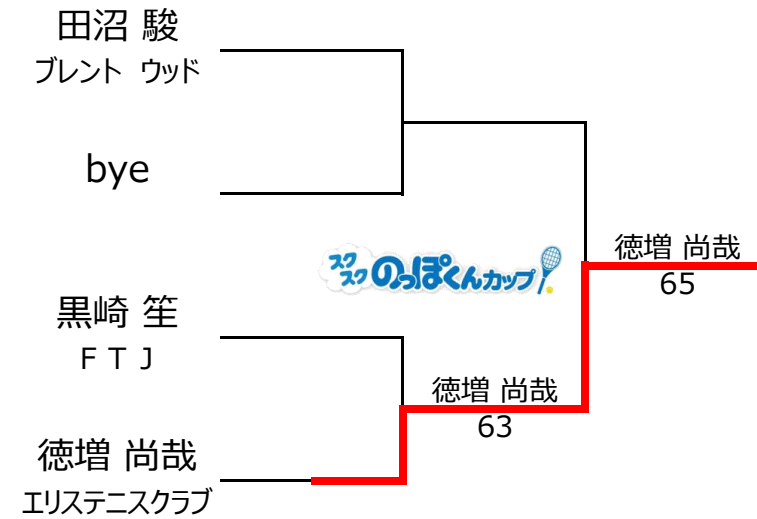 田沼 駿
ブレント ウッド
bye
スクスク のっぽくんカップ
徳増 尚哉
65
黒崎 笙
ＦＴＪ
徳増 尚哉
63
徳増 尚哉
エリステニスクラブ